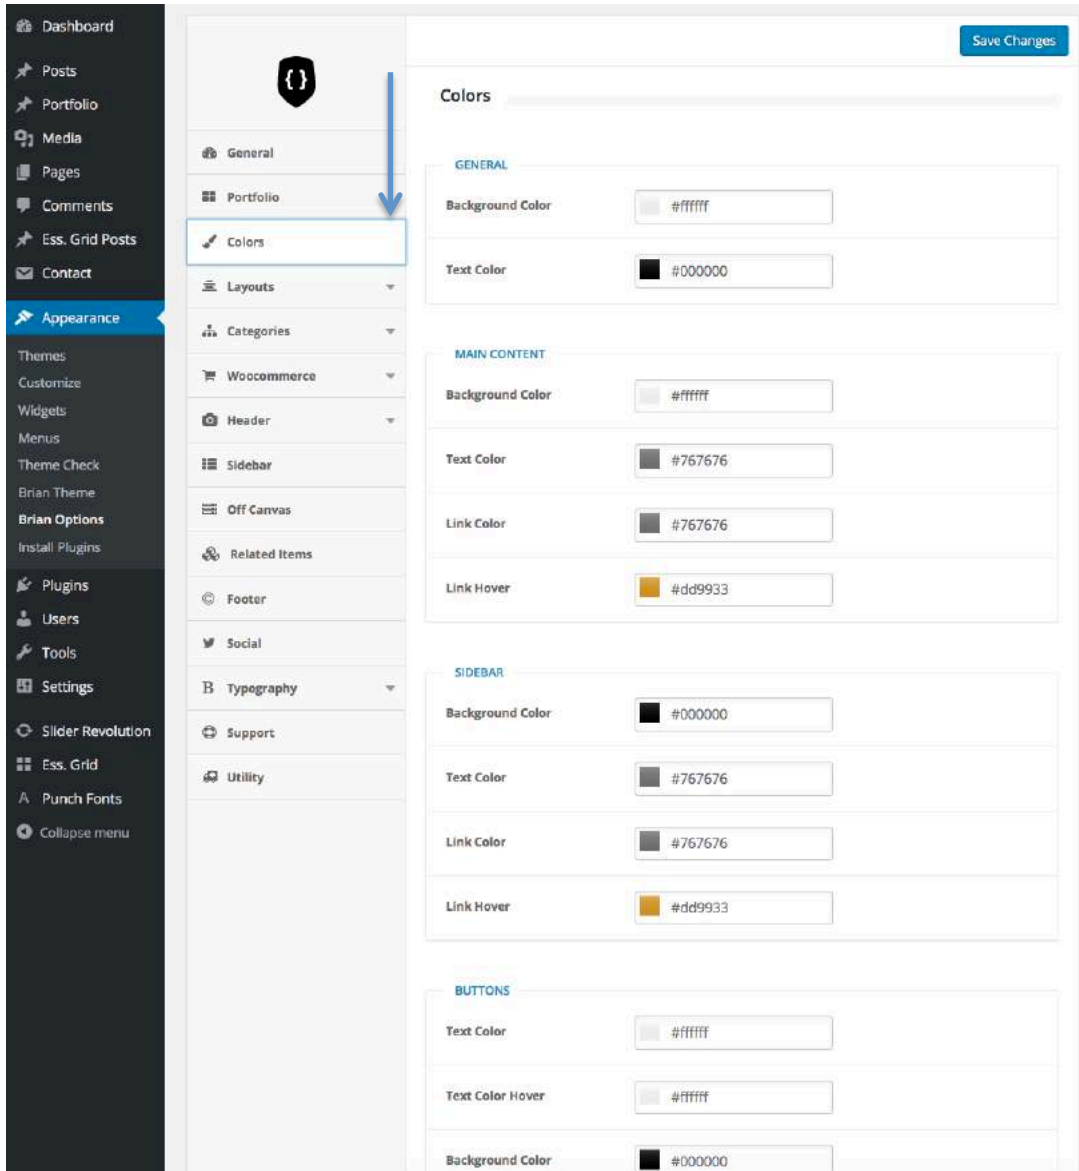 Dashboard
Posts
Portfolio
Media
Pages
Comments
Ess. Grid Posts
Contact
Appearance
Themes
Customize
Widgets
Menus
Theme Check
Brian Theme
Brian Options
Install Plugins
Plugins
Users
Tools
Settings
Slider Revolution
Ess. Grid
A Punch Fonts
Collapse menu
{ }
General
Portfolio
Colors
Layouts
Categories
Woocommerce
Header
Sidebar
Off Canvas
Related Items
© Footer
Social
B Typography
Support
Utility
Save Changes
Colors
GENERAL
Background Color #ffffff
Text Color #000000
MAIN CONTENT
Background Color #ffffff
Text Color #767676
Link Color #767676
Link Hover #dd9933
SIDEBAR
Background Color #000000
Text Color #767676
Link Color #767676
Link Hover #dd9933
BUTTONS
Text Color #ffffff
Text Color Hover #ffffff
Background Color #000000